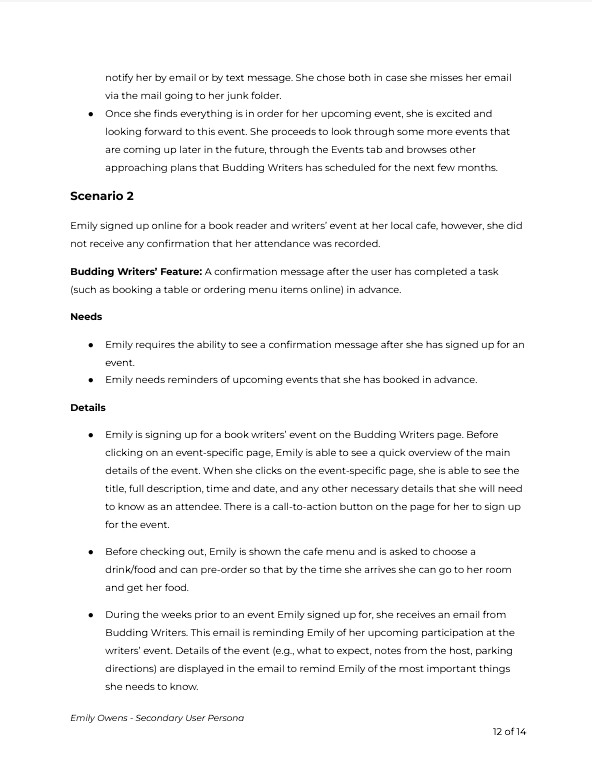 notify her by email or by text message. She chose both in case she misses her email
via the mail going to her junk folder.
● Once she finds everything is in order for her upcoming event, she is excited and
looking forward to this event. She proceeds to look through some more events that
are coming up later in the future, through the Events tab and browses other
approaching plans that Budding Writers has scheduled for the next few months.
Scenario 2
Emily signed up online for a book reader and writers’ event at her local cafe, however, she did
not receive any confirmation that her attendance was recorded.
Budding Writers’ Feature: A confirmation message after the user has completed a task
(such as booking a table or ordering menu items online) in advance.
Needs
● Emily requires the ability to see a confirmation message after she has signed up for an
event.
● Emily needs reminders of upcoming events that she has booked in advance.
Details
● Emily is signing up for a book writers’ event on the Budding Writers page. Before
clicking on an event-specific page, Emily is able to see a quick overview of the main
details of the event. When she clicks on the event-specific page, she is able to see the
title, full description, time and date, and any other necessary details that she will need
to know as an attendee. There is a call-to-action button on the page for her to sign up
for the event.
● Before checking out, Emily is shown the cafe menu and is asked to choose a
drink/food and can pre-order so that by the time she arrives she can go to her room
and get her food.
● During the weeks prior to an event Emily signed up for, she receives an email from
Budding Writers. This email is reminding Emily of her upcoming participation at the
writers’ event. Details of the event (e.g., what to expect, notes from the host, parking
directions) are displayed in the email to remind Emily of the most important things
she needs to know.
Emily Owens - Secondary User Persona
12 of 14